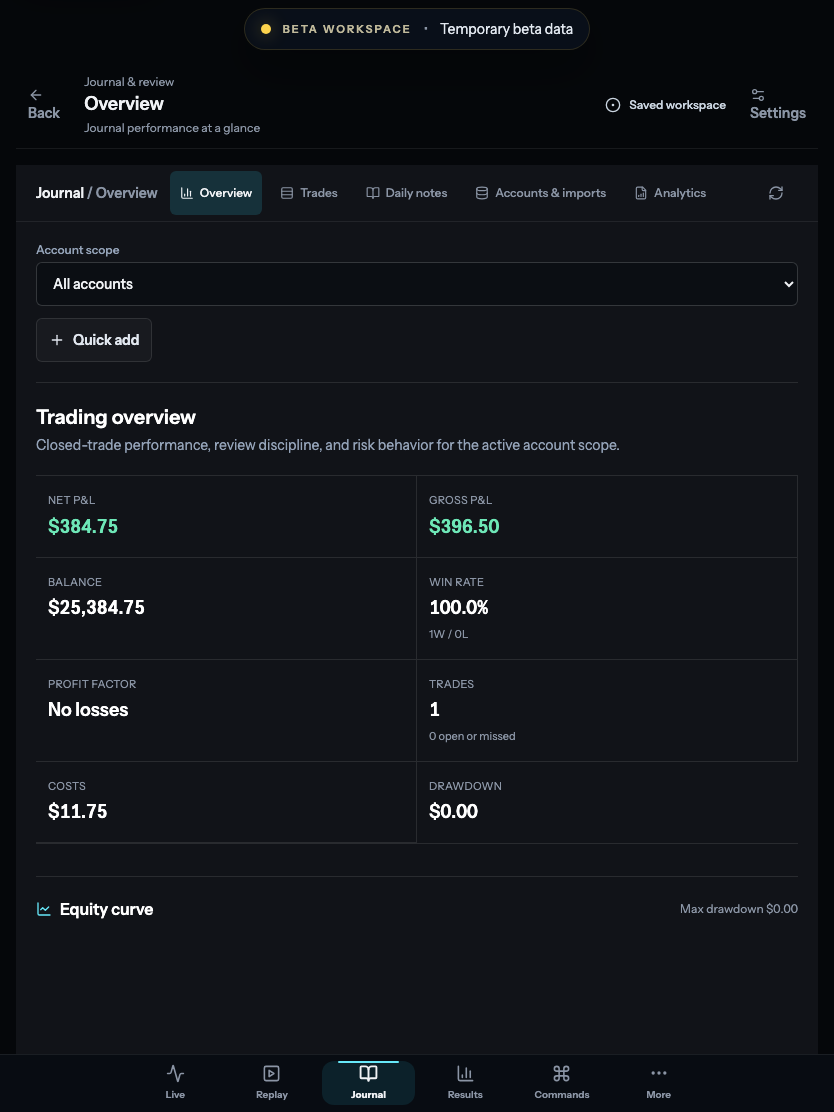 BETA WORKSPACE • Temporary beta data
Back
Journal & review
Overview
Journal performance at a glance
Saved workspace
Settings
Journal / Overview
Overview
Trades
Daily notes
Accounts & imports
Analytics
Account scope
All accounts
Quick add
Trading overview
Closed-trade performance, review discipline, and risk behavior for the active account scope.
NET P&L
$384.75
GROSS P&L
$396.50
BALANCE
$25,384.75
WIN RATE
100.0%
1W / 0L
PROFIT FACTOR
No losses
TRADES
1
0 open or missed
COSTS
$11.75
DRAWDOWN
$0.00
Equity curve
Max drawdown $0.00
Live
Replay
Journal
Results
Commands
More